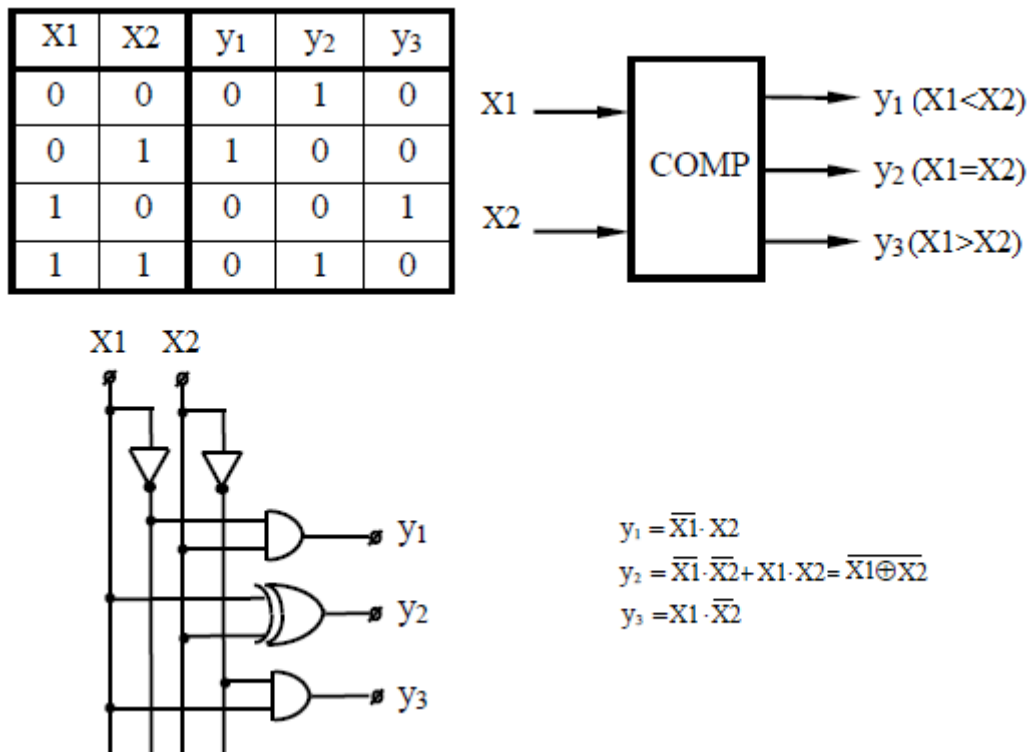 X1 X2 y₁ y₂ y₃
0 0 0 1 0
0 1 1 0 0
1 0 0 0 1
1 1 0 1 0
X1
X2
COMP
y₁ (X1<X2)
y₂ (X1=X2)
y₃(X1>X2)
X1 X2
y₁
y₂
y₃
y₁ = X̅1̅· X2
y₂ = X̅1̅·X̅2̅+ X1·X2= X̅1̅⊕̅X̅2̅
y₃ =X1·X̅2̅